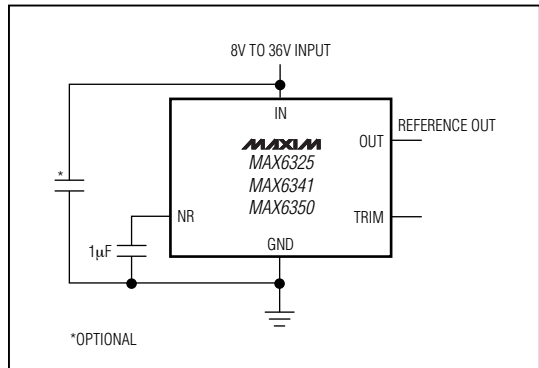 8V TO 36V INPUT
IN
MAXIM
OUT
REFERENCE OUT
MAX6325
MAX6341
MAX6350
*
NR
TRIM
GND
1μF
*OPTIONAL